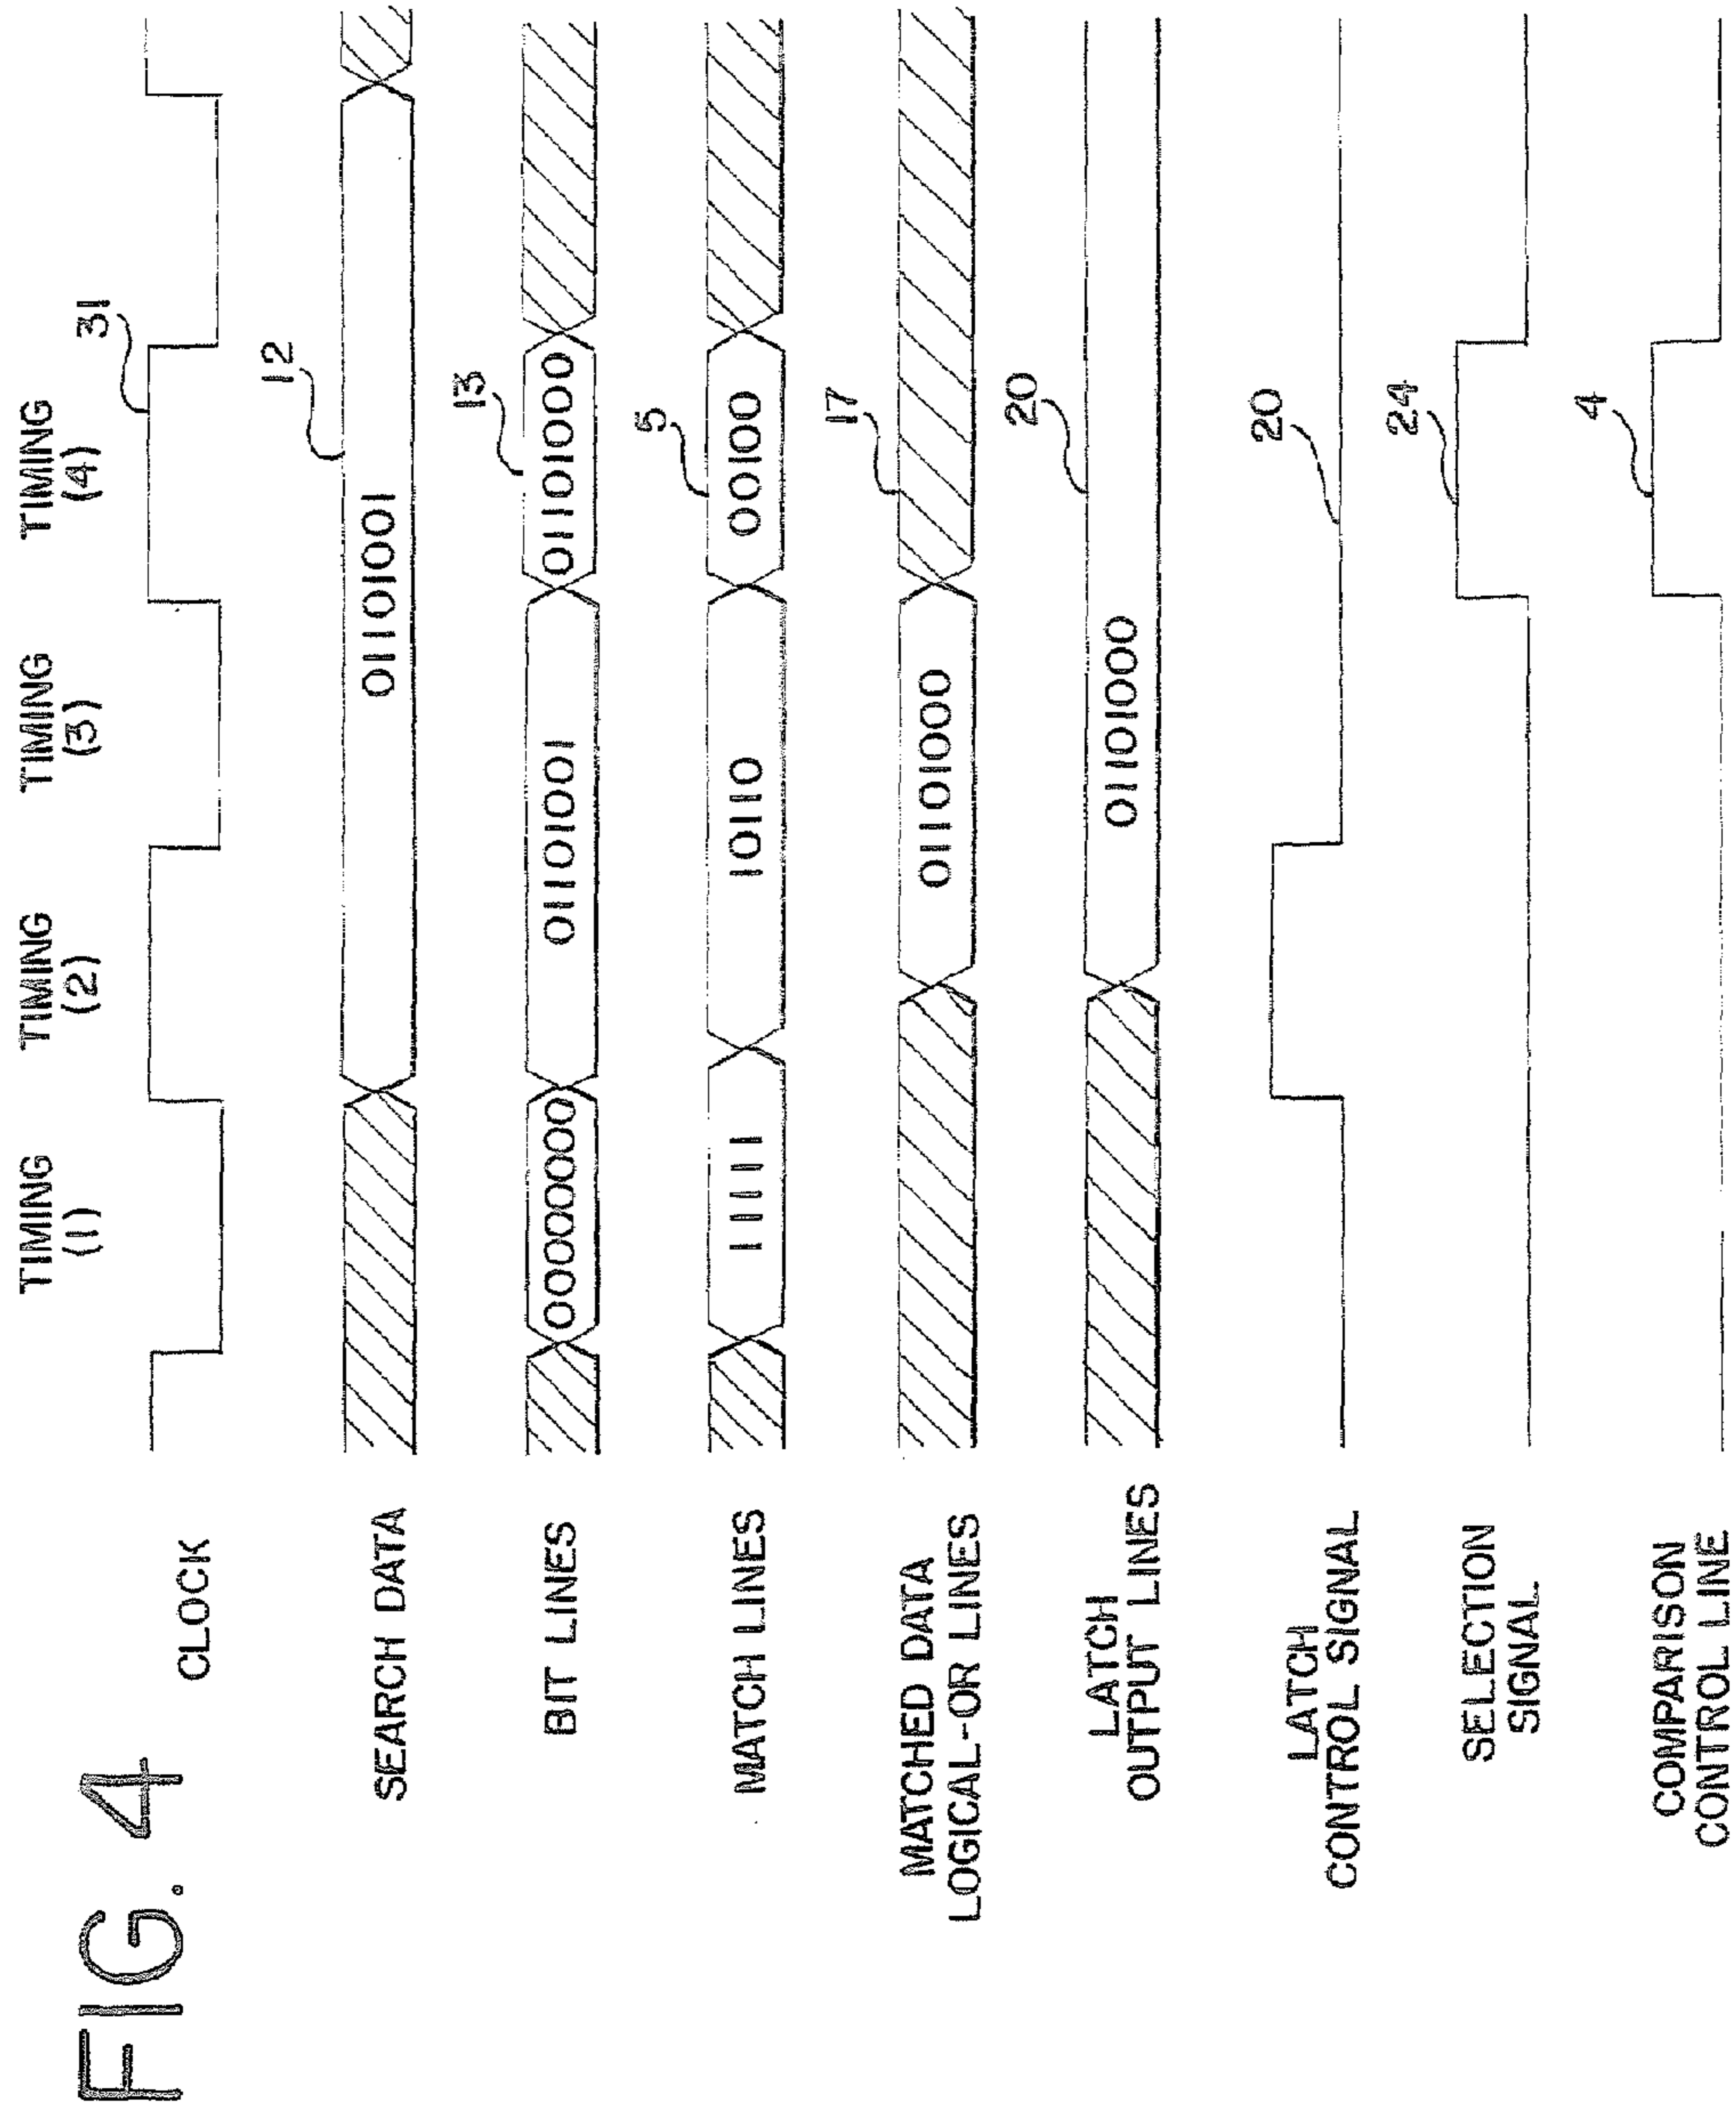 FIG. 4
TIMING
(1)
TIMING
(2)
TIMING
(3)
TIMING
(4)
CLOCK
31
SEARCH DATA
01101001
12
BIT LINES
00000000
01101001
01101000
13
MATCH LINES
11111
10110
00100
5
MATCHED DATA
LOGICAL-OR LINES
01101000
17
LATCH
OUTPUT LINES
01101000
20
LATCH
CONTROL SIGNAL
20
SELECTION
SIGNAL
24
COMPARISON
CONTROL LINE
4